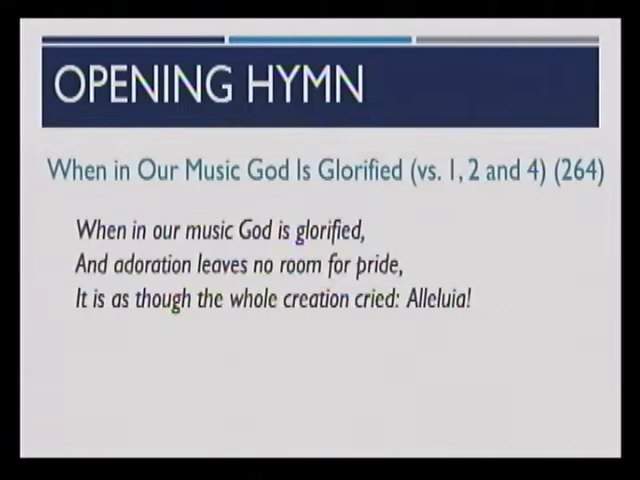 OPENING HYMN
When in Our Music God Is Glorified (vs. 1, 2 and 4) (264)
When in our music God is glorified,
And adoration leaves no room for pride,
It is as though the whole creation cried: Alleluia!